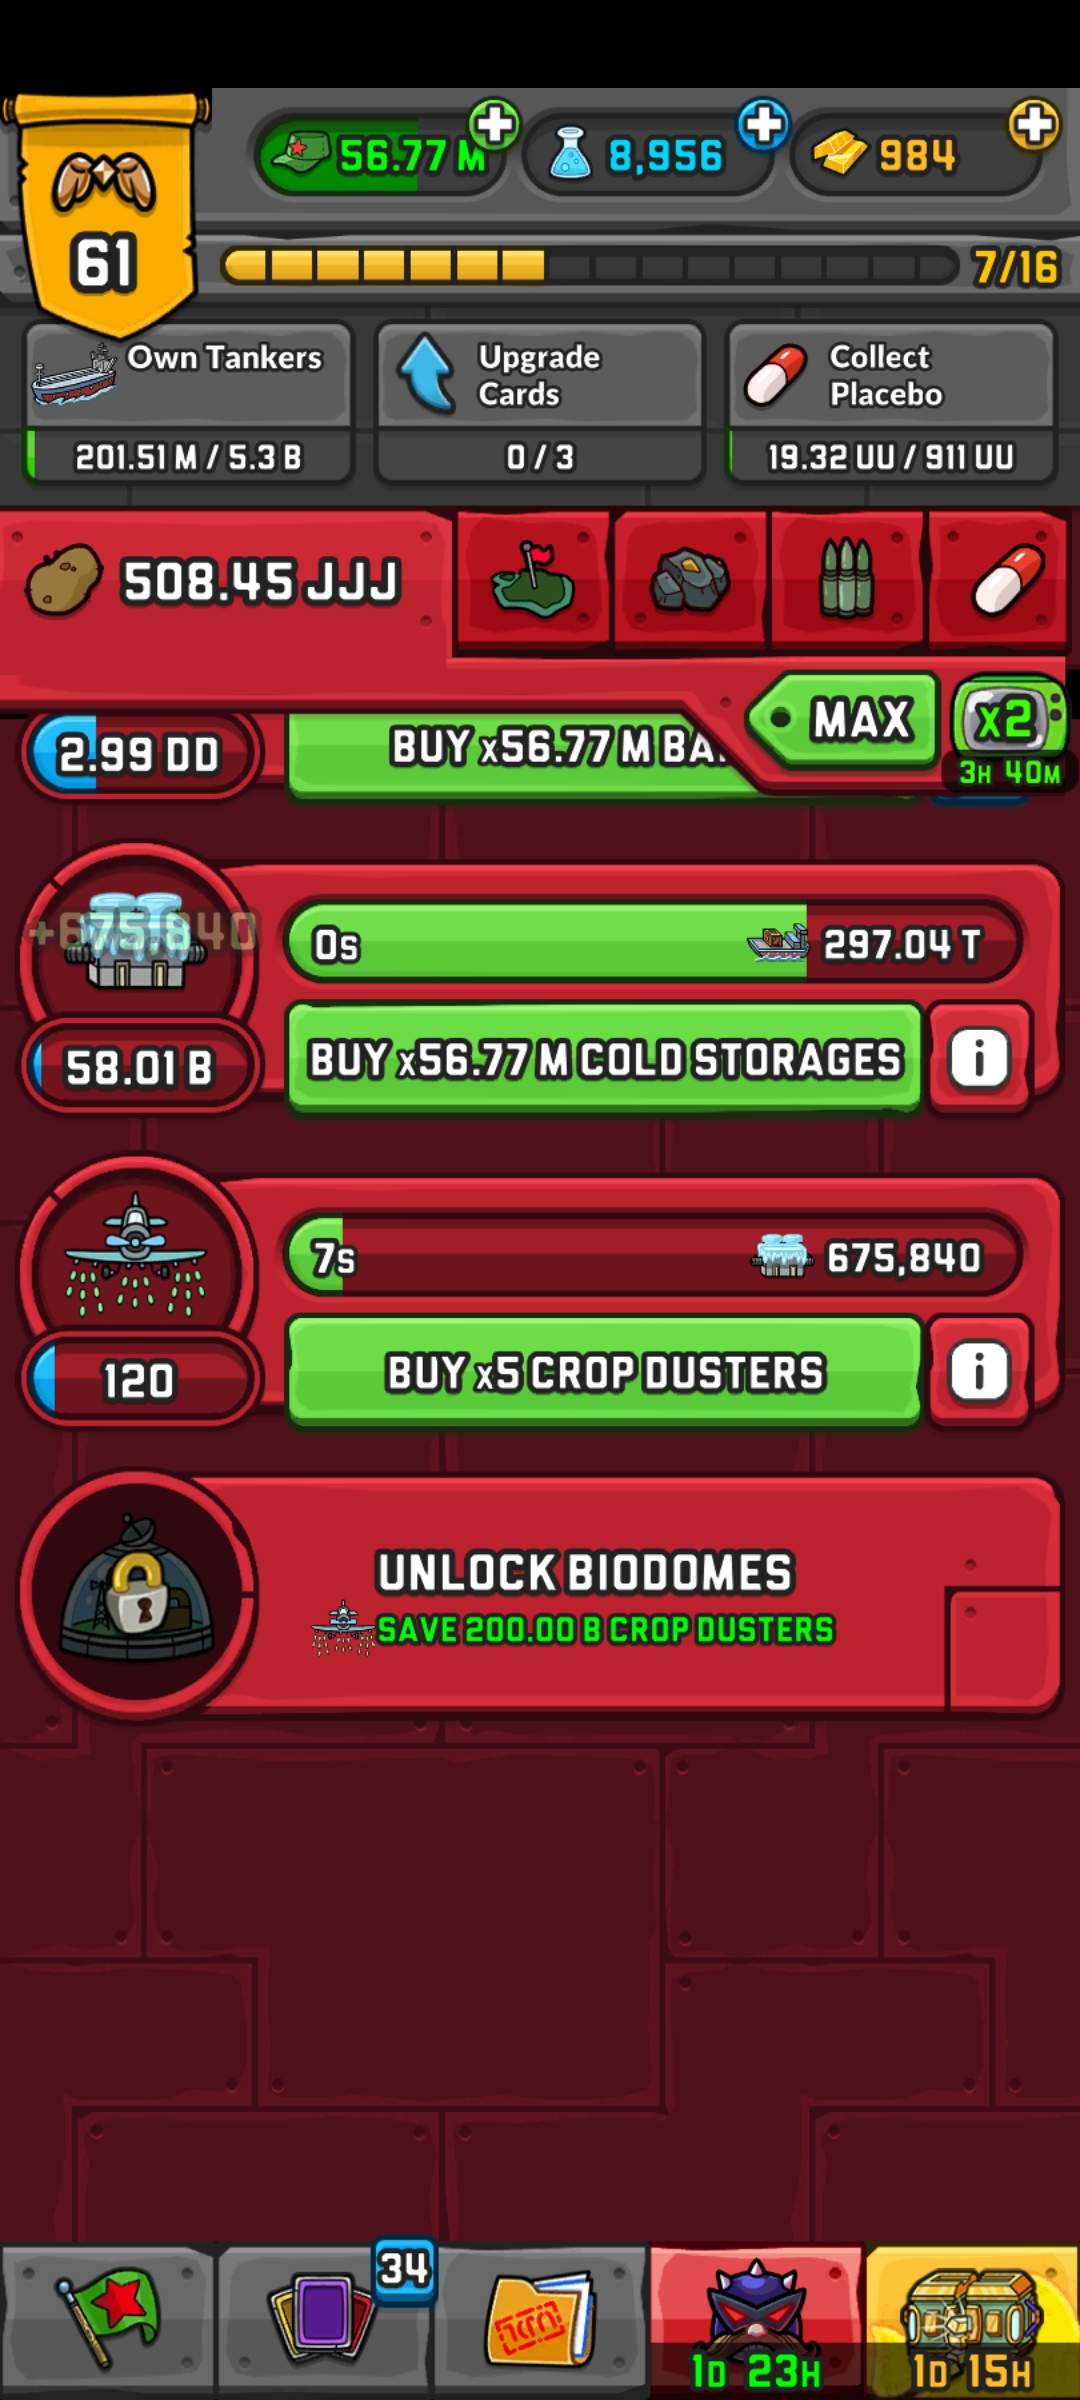 56.77 M
8,956
984
61
7/16
Own Tankers
201.51 M / 5.3 B
Upgrade
Cards
0 / 3
Collect
Placebo
19.32 UU / 911 UU
508.45 JJJ
MAX
x2
3H 40M
2.99 DD
BUY x56.77 M
+675,840
0s
297.04 T
58.01 B
BUY x56.77 M COLD STORAGES
i
7s
675,840
120
BUY x5 CROP DUSTERS
i
UNLOCK BIODOMES
SAVE 200.00 B CROP DUSTERS
34
1D 23H
1D 15H